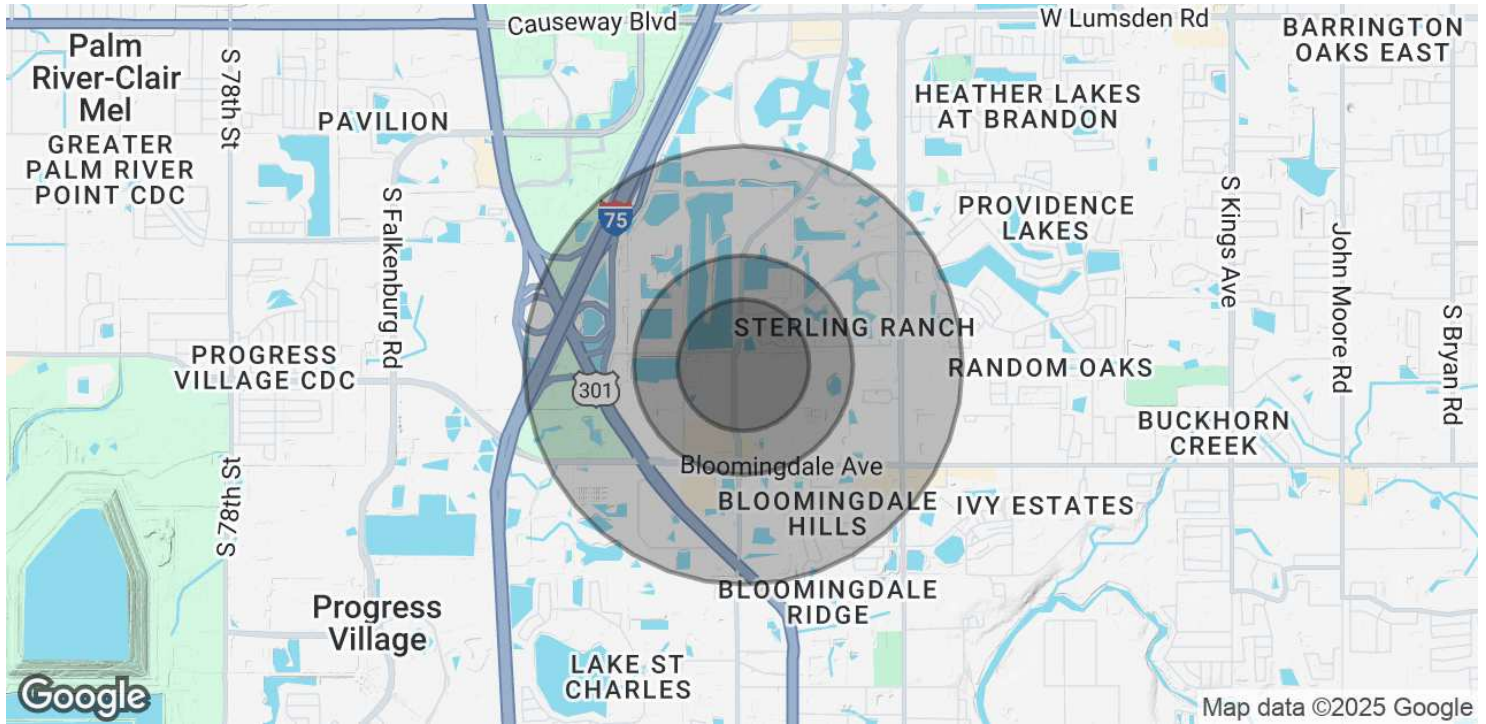 Causeway Blvd
W Lumsden Rd
BARRINGTON
OAKS EAST
Palm
River-Clair
Mel
S 78th St
PAVILION
HEATHER LAKES
AT BRANDON
GREATER
PALM RIVER
POINT CDC
S Falkenburg Rd
75
PROVIDENCE
LAKES
S Kings Ave
John Moore Rd
S Bryan Rd
STERLING RANCH
PROGRESS
VILLAGE CDC
301
RANDOM OAKS
BUCKHORN
CREEK
S 78th St
Bloomingdale Ave
BLOOMINGDALE
HILLS
IVY ESTATES
BLOOMINGDALE
RIDGE
Progress
Village
LAKE ST
CHARLES
Google
Map data ©2025 Google